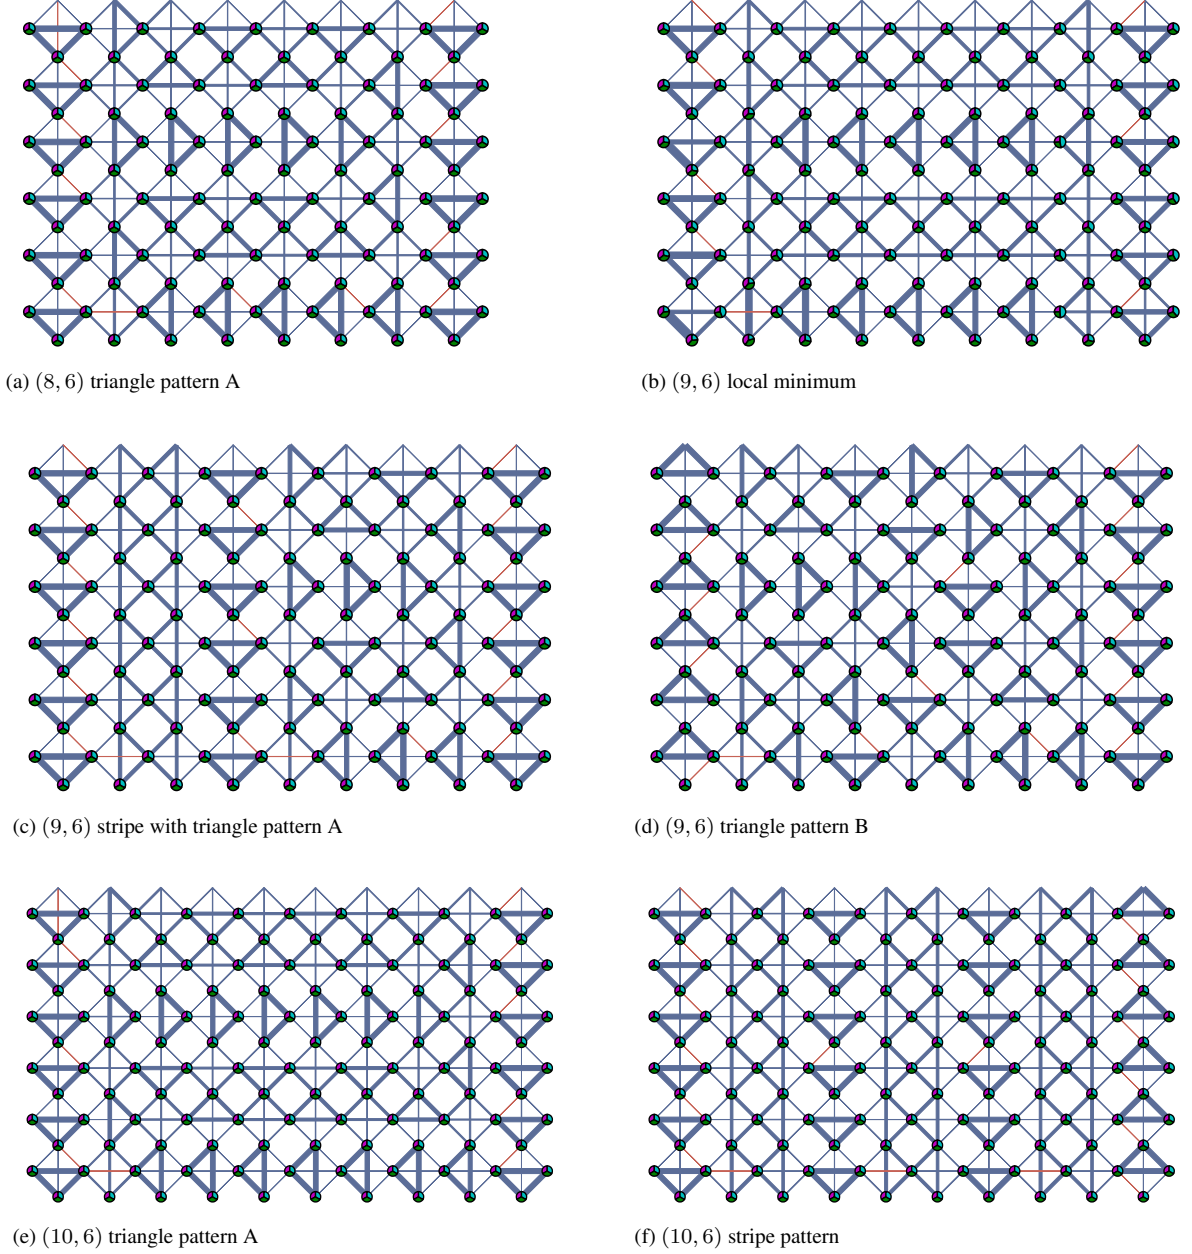 (a) (8, 6) triangle pattern A
(b) (9, 6) local minimum
(c) (9, 6) stripe with triangle pattern A
(d) (9, 6) triangle pattern B
(e) (10, 6) triangle pattern A
(f) (10, 6) stripe pattern